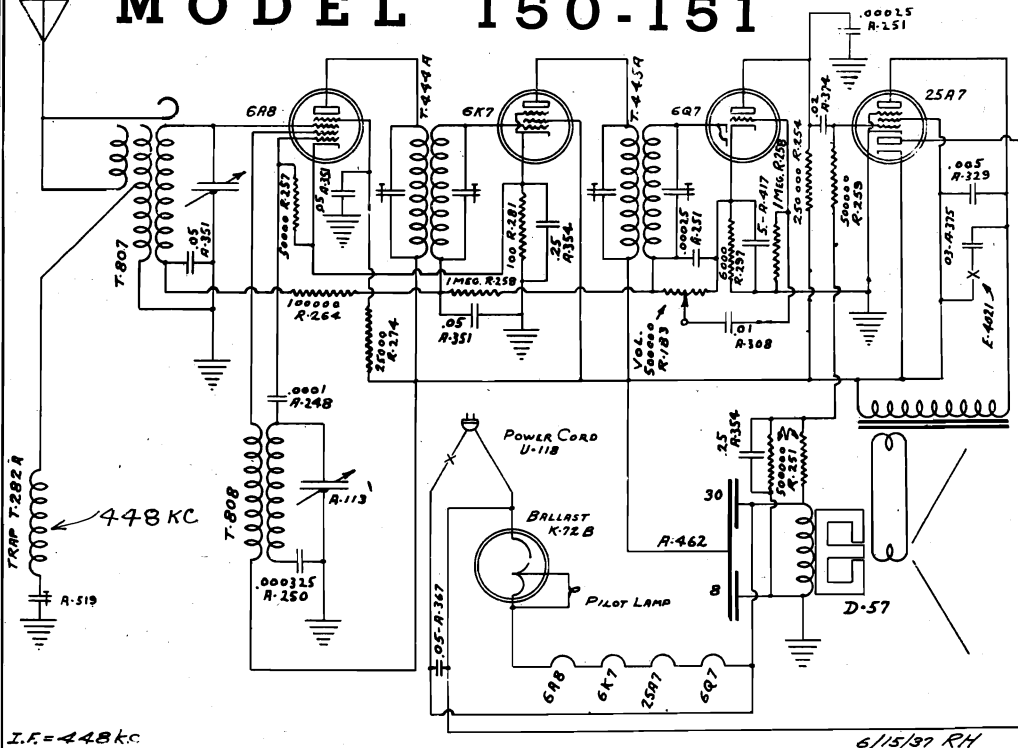 MODEL 150-151
.00025
A-251
6A8
T-444A
6K7
T-445A
6Q7
.02
A-374
25A7
50000 R-257
.05 A-351
100 R-281
.25
A-354
.00025
A-251
6000
R-297
.5-A-417
1 MEG. R-258
250000 R-254
500000
R-259
.005
A-329
.03 A-375
E-4021
T-807
.05
A-351
100000
R-264
1 MEG. R-258
.05
A-351
25000
R-274
VOL.
500000
R-183
.01
A-308
.0001
A-248
POWER CORD
U-118
.25
A-354
500000
R-251
TRAP T-282A
448 KC
T-808
A-113
BALLAST
K-72B
30
A-462
8
D-57
.000325
A-250
PILOT LAMP
A-519
.05-A-367
6A8
6K7
25A7
6Q7
I.F. = 448 kc
6/15/37 RH